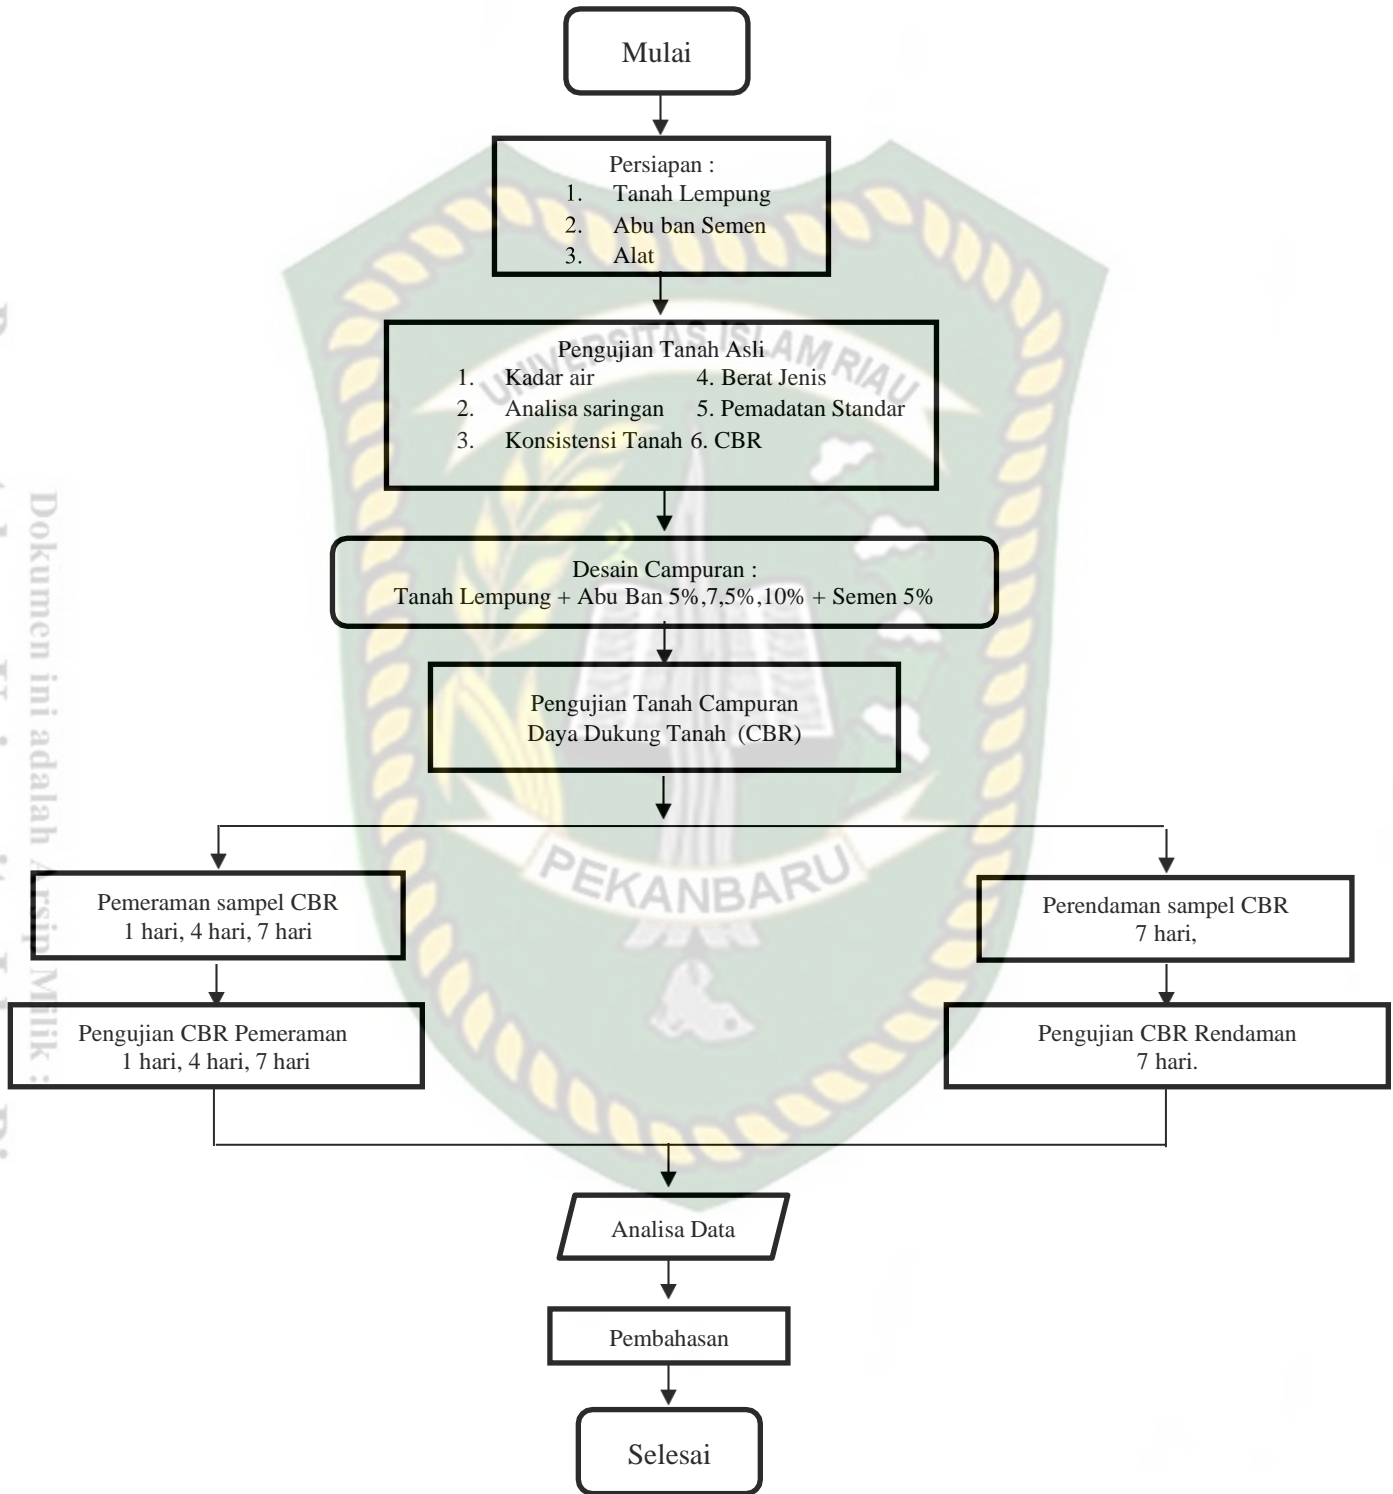 Mulai
Persiapan :
1. Tanah Lempung
2. Abu ban Semen
3. Alat
Pengujian Tanah Asli
1. Kadar air 4. Berat Jenis
2. Analisa saringan 5. Pemadatan Standar
3. Konsistensi Tanah 6. CBR
Desain Campuran :
Tanah Lempung + Abu Ban 5%,7,5%,10% + Semen 5%
Pengujian Tanah Campuran
Daya Dukung Tanah (CBR)
Pemeraman sampel CBR
1 hari, 4 hari, 7 hari
Perendaman sampel CBR
7 hari,
Pengujian CBR Pemeraman
1 hari, 4 hari, 7 hari
Pengujian CBR Rendaman
7 hari.
Analisa Data
Pembahasan
Selesai
UNIVERSITAS ISLAM RIAU
PEKANBARU
Dokumen ini adalah Arsip Milik :